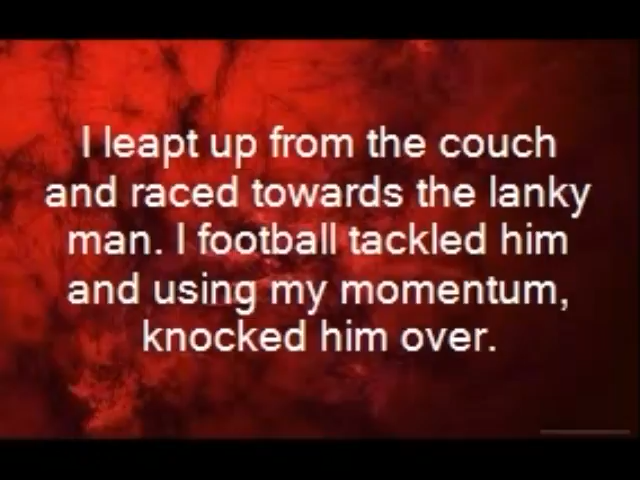 I leapt up from the couch
and raced towards the lanky
man. I football tackled him
and using my momentum,
knocked him over.